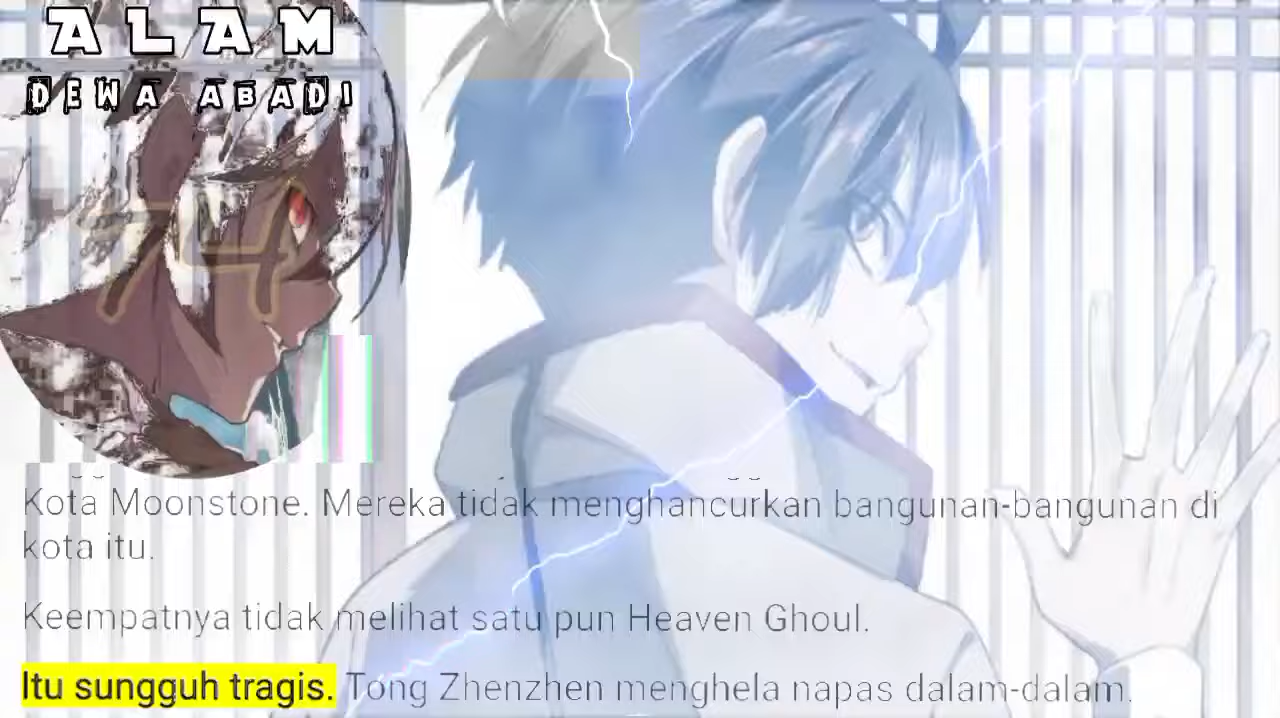 ALAM
DEWA ABADI
74
Kota Moonstone. Mereka tidak menghancurkan bangunan-bangunan di
kota itu.
Keempatnya tidak melihat satu pun Heaven Ghoul.
Itu sungguh tragis. Tong Zhenzhen menghela napas dalam-dalam.